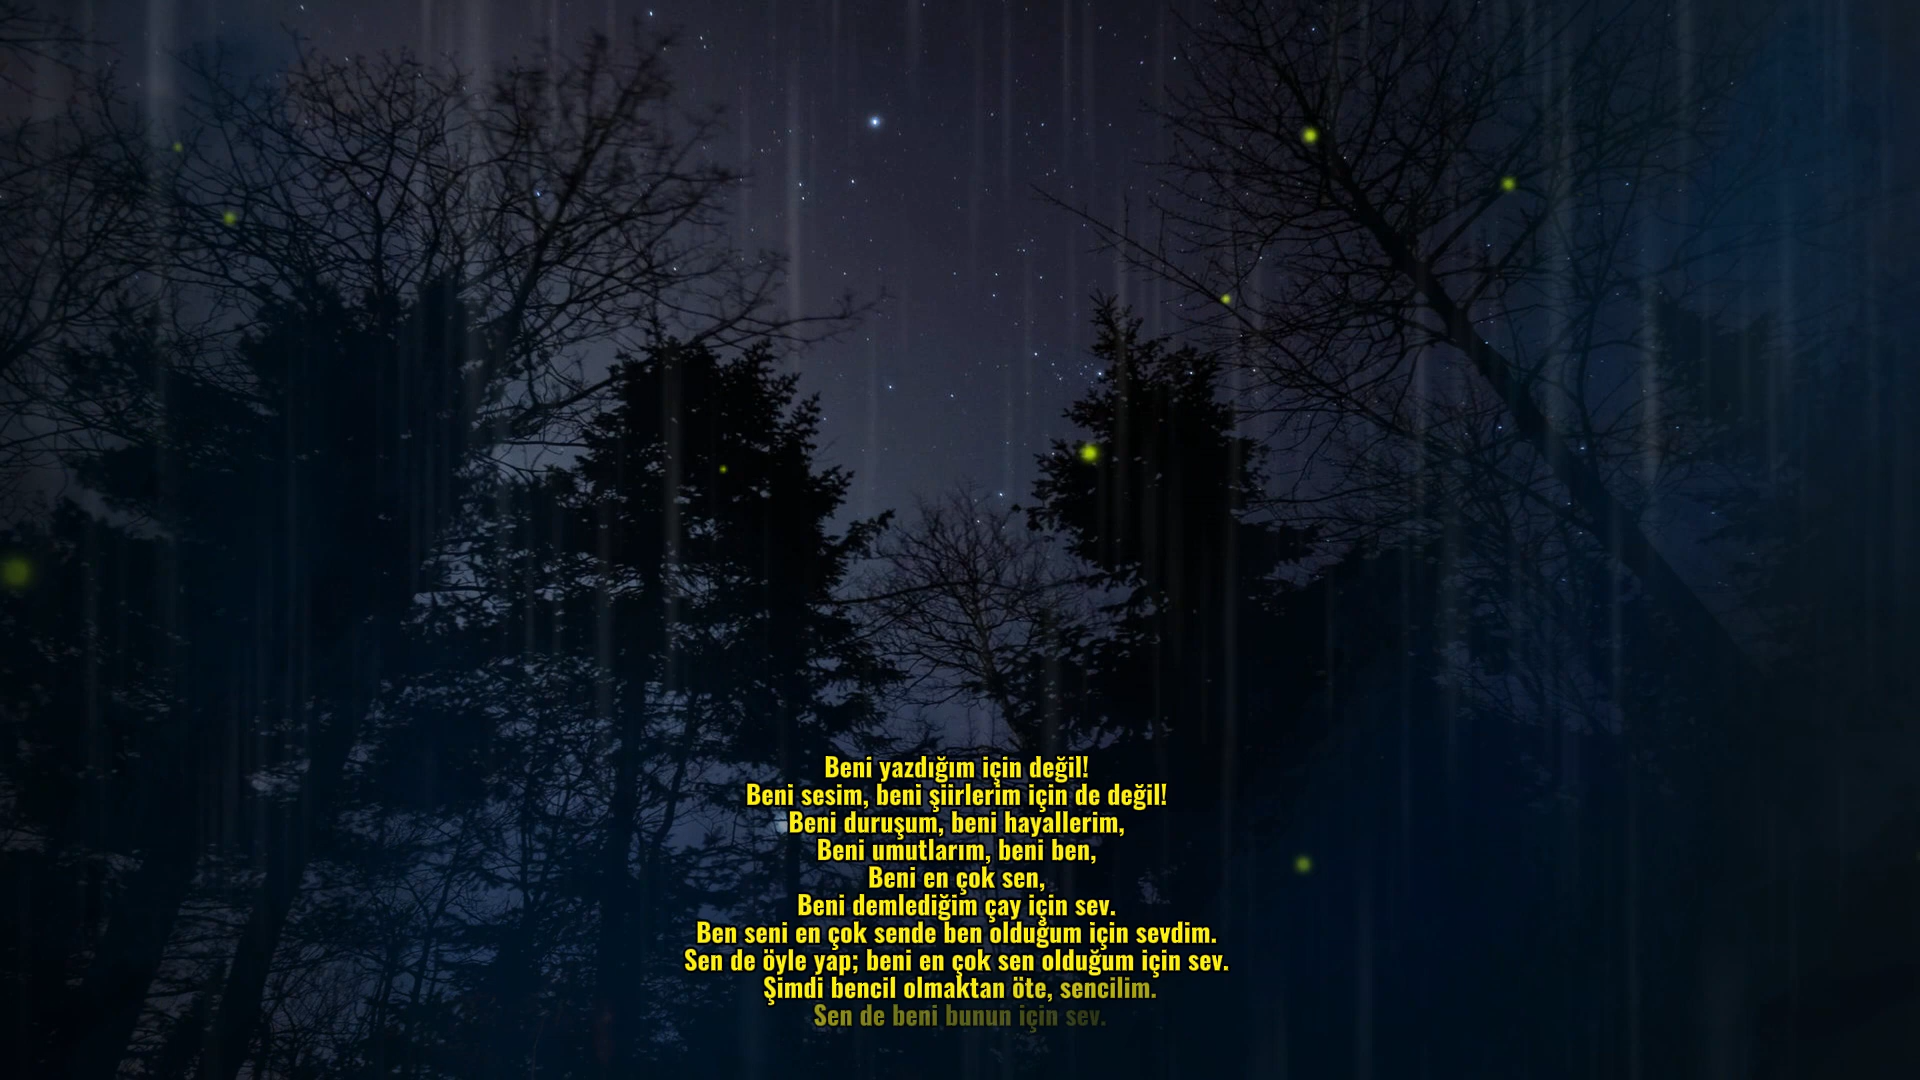 Beni yazdığım için değil!
Beni sesim, beni şiirlerim için de değil!
Beni duruşum, beni hayallerim,
Beni umutlarım, beni ben,
Beni en çok sen,
Beni demlediğim çay için sev.
Ben seni en çok sende ben olduğum için sevdim.
Sen de öyle yap; beni en çok sen olduğum için sev.
Şimdi bencil olmaktan öte, sencilim.
Sen de beni bunun için sev.